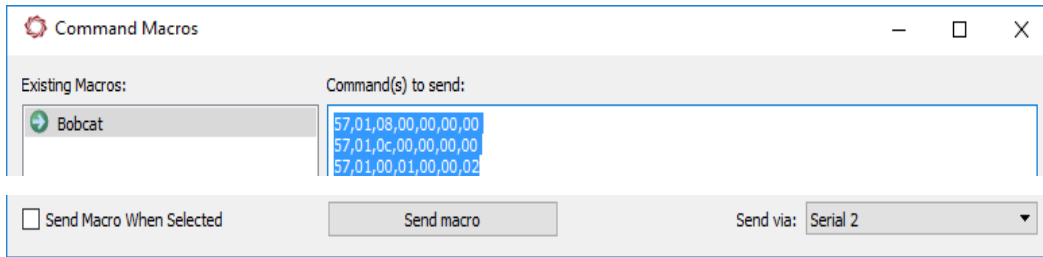 Command Macros
Existing Macros:
Command(s) to send:
Bobcat
57,01,08,00,00,00,00
57,01,0c,00,00,00,00
57,01,00,01,00,00,02
Send Macro When Selected
Send macro
Send via:
Serial 2